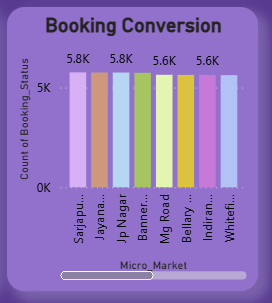 Booking Conversion
Count of Booking_Status
5.8K 5.8K 5.6K 5.6K
5K
0K
Sarjapu...
Jayana...
Jp Nagar
Banner...
Mg Road
Bellary ...
Indiran...
Whitefi...
Micro_Market